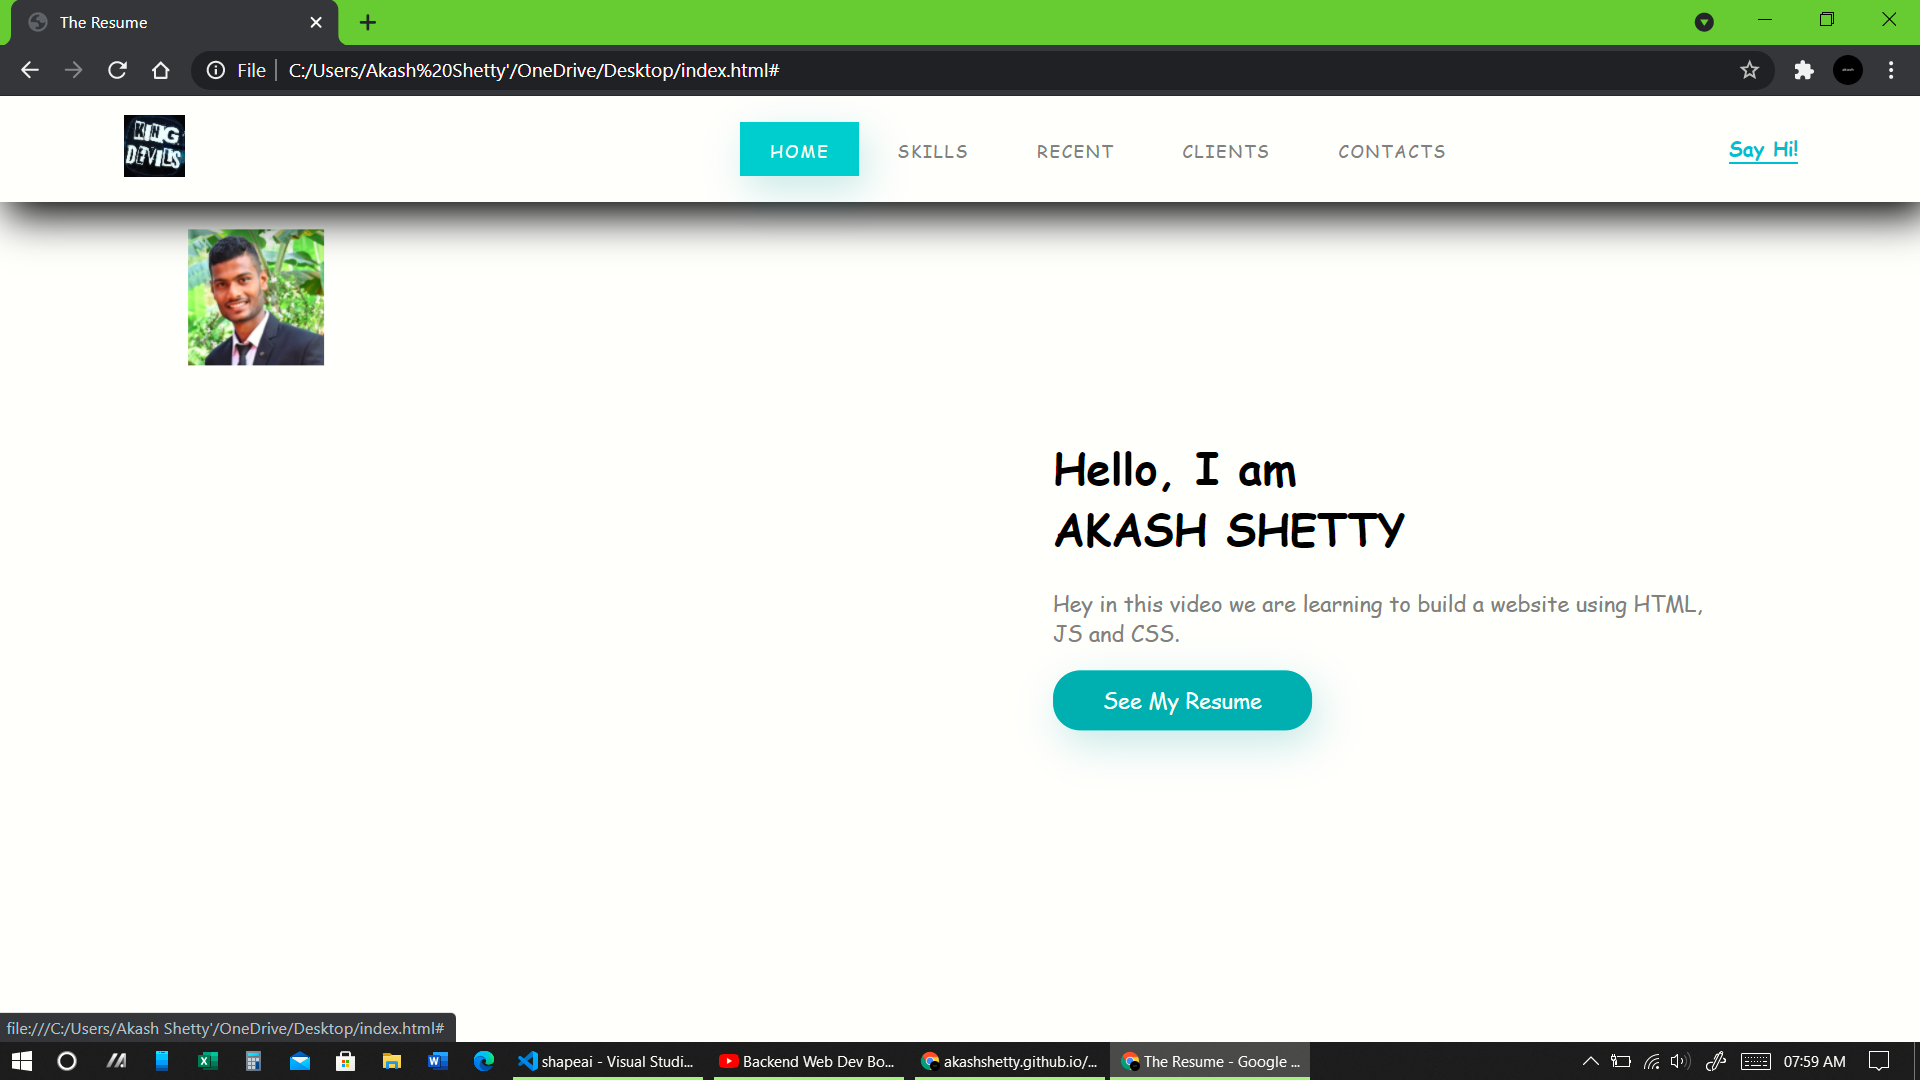 The Resume
File
C:/Users/Akash%20Shetty'/OneDrive/Desktop/index.html#
KING
DEVILS
HOME
SKILLS
RECENT
CLIENTS
CONTACTS
Say Hi!
Hello, I am
AKASH SHETTY
Hey in this video we are learning to build a website using HTML,
JS and CSS.
See My Resume
file:///C:/Users/Akash Shetty'/OneDrive/Desktop/index.html#
shapeai - Visual Studi...
Backend Web Dev Bo...
akashshetty.github.io/...
The Resume - Google ...
07:59 AM